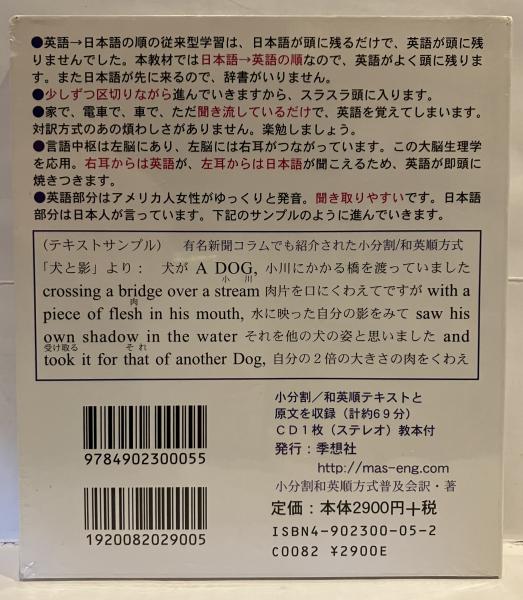 ●英語→日本語の順の従来型学習は、日本語が頭に残るだけで、英語が頭に残
りませんでした。本教材では日本語→英語の順なので、英語がよく頭に残りま
す。また日本語が先に来るので、辞書がいりません。
●少しずつ区切りながら進んでいきますから、スラスラ頭に入ります。
●家で、電車で、車で、ただ聞き流しているだけで、英語を覚えてしまいます。
対訳方式のあの煩わしさがありません。楽勉しましょう。
●言語中枢は左脳にあり、左脳には右耳がつながっています。この大脳生理学
を応用。右耳からは英語が、左耳からは日本語が聞こえるため、英語が即頭に
焼きつきます。
●英語部分はアメリカ人女性がゆっくりと発音。聞き取りやすいです。日本語
部分は日本人が言っています。下記のサンプルのように進んでいきます。
(テキストサンプル) 有名新聞コラムでも紹介された小分割/和英順方式
「犬と影」より: 犬が A DOG, 小川にかかる橋を渡っていました
小川
crossing a bridge over a stream 肉片を口にくわえてですが with a
肉
piece of flesh in his mouth, 水に映った自分の影をみて saw his
own shadow in the water それを他の犬の姿と思いました and
受け取る それ
took it for that of another Dog, 自分の2倍の大きさの肉をくわえ
小分割/和英順テキストと
原文を収録(計約69分)
CD1枚(ステレオ)教本付
発行:季想社
http://mas-eng.com
小分割和英順方式普及会訳・著
定価:本体2900円+税
ISBN4-902300-05-2
C0082 ¥2900E
9784902300055
1920082029005